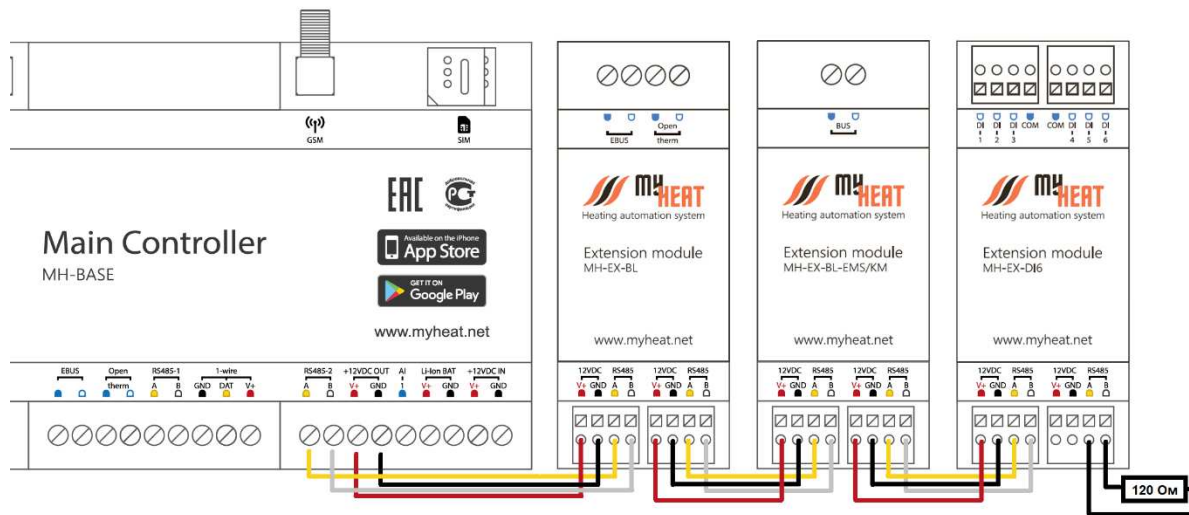 GSM
SIM
EBUS
Open
therm
BUS
DI DI DI COM
1 2 3
COM DI DI DI
4 5 6
EAC
Main Controller
MH-BASE
Available on the iPhone
App Store
GET IT ON
Google Play
www.myheat.net
MYHEAT
Heating automation system
Extension module
MH-EX-BL
www.myheat.net
MYHEAT
Heating automation system
Extension module
MH-EX-BL-EMS/KM
www.myheat.net
MYHEAT
Heating automation system
Extension module
MH-EX-DI6
www.myheat.net
EBUS Open RS485-1 1-wire
therm A B GND DAT V+
RS485-2 +12VDC OUT AI Li-Ion BAT +12VDC IN
A B V+ GND 1 V+ GND V+ GND
12VDC RS485 12VDC RS485
V+ GND A B V+ GND A B
12VDC RS485 12VDC RS485
V+ GND A B V+ GND A B
12VDC RS485 12VDC RS485
V+ GND A B V+ GND A B
120 Ом